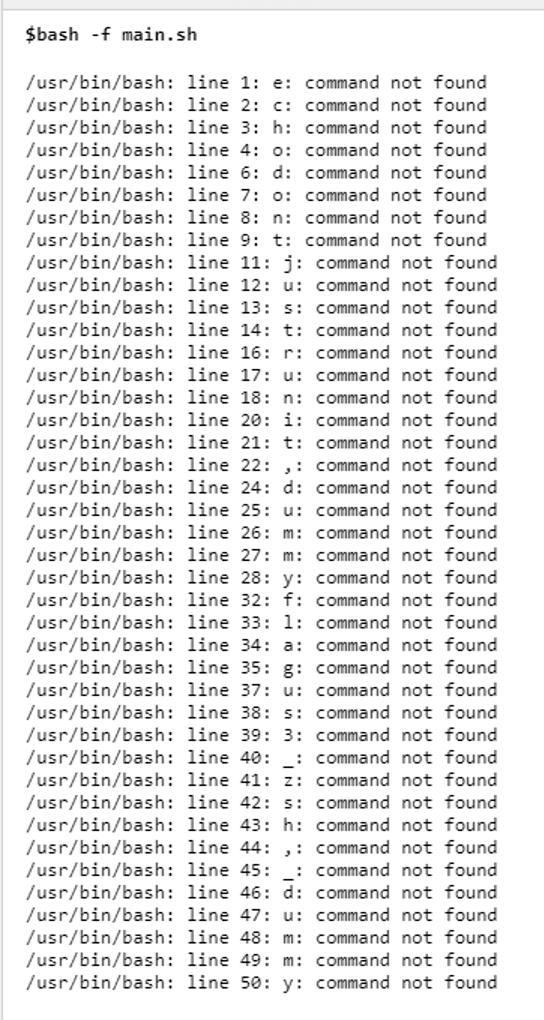 $bash -f main.sh
/usr/bin/bash: line 1: e: command not found
/usr/bin/bash: line 2: c: command not found
/usr/bin/bash: line 3: h: command not found
/usr/bin/bash: line 4: o: command not found
/usr/bin/bash: line 6: d: command not found
/usr/bin/bash: line 7: o: command not found
/usr/bin/bash: line 8: n: command not found
/usr/bin/bash: line 9: t: command not found
/usr/bin/bash: line 11: j: command not found
/usr/bin/bash: line 12: u: command not found
/usr/bin/bash: line 13: s: command not found
/usr/bin/bash: line 14: t: command not found
/usr/bin/bash: line 16: r: command not found
/usr/bin/bash: line 17: u: command not found
/usr/bin/bash: line 18: n: command not found
/usr/bin/bash: line 20: i: command not found
/usr/bin/bash: line 21: t: command not found
/usr/bin/bash: line 22: ,: command not found
/usr/bin/bash: line 24: d: command not found
/usr/bin/bash: line 25: u: command not found
/usr/bin/bash: line 26: m: command not found
/usr/bin/bash: line 27: m: command not found
/usr/bin/bash: line 28: y: command not found
/usr/bin/bash: line 32: f: command not found
/usr/bin/bash: line 33: l: command not found
/usr/bin/bash: line 34: a: command not found
/usr/bin/bash: line 35: g: command not found
/usr/bin/bash: line 37: u: command not found
/usr/bin/bash: line 38: s: command not found
/usr/bin/bash: line 39: 3: command not found
/usr/bin/bash: line 40: _: command not found
/usr/bin/bash: line 41: z: command not found
/usr/bin/bash: line 42: s: command not found
/usr/bin/bash: line 43: h: command not found
/usr/bin/bash: line 44: ,: command not found
/usr/bin/bash: line 45: _: command not found
/usr/bin/bash: line 46: d: command not found
/usr/bin/bash: line 47: u: command not found
/usr/bin/bash: line 48: m: command not found
/usr/bin/bash: line 49: m: command not found
/usr/bin/bash: line 50: y: command not found